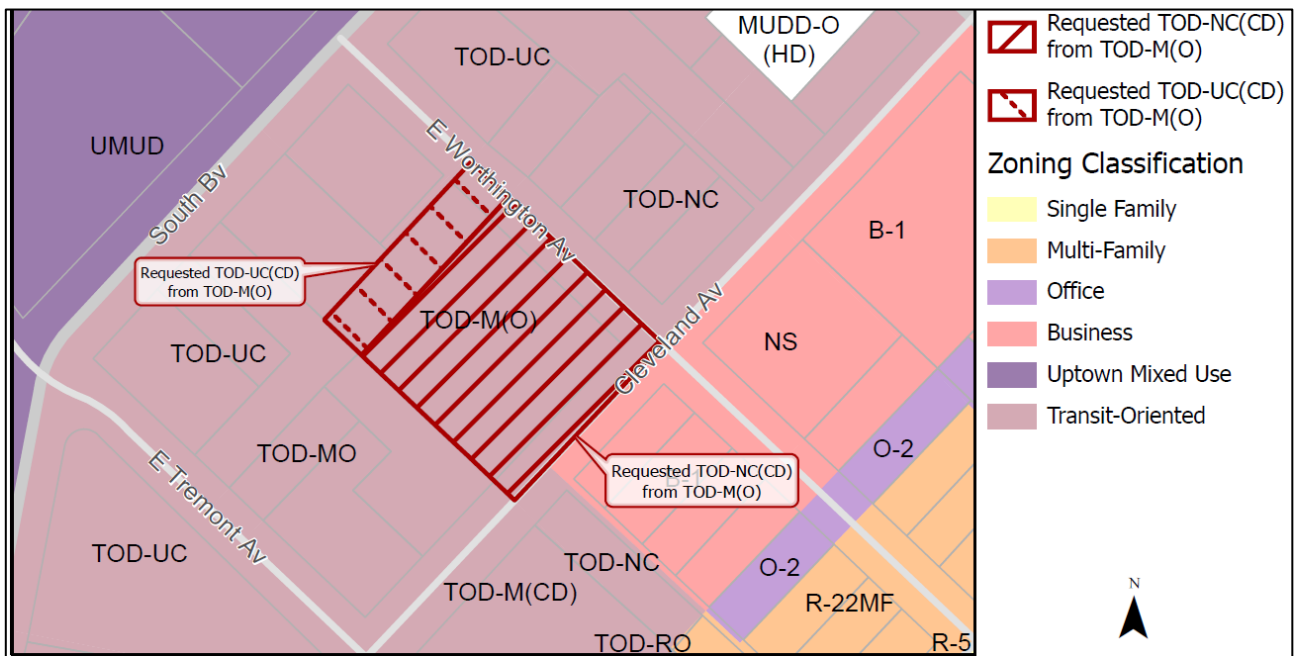 TOD-UC
MUDD-O
(HD)
UMUD
South Bv
E Worthington Av
TOD-NC
B-1
Requested TOD-UC(CD)
from TOD-M(O)
TOD-M(O)
Cleveland Av
NS
TOD-UC
TOD-MO
O-2
Requested TOD-NC(CD)
from TOD-M(O)
B-1
E Tremont Av
TOD-UC
TOD-NC
O-2
TOD-M(CD)
R-22MF
TOD-RO
R-5
Requested TOD-NC(CD)
from TOD-M(O)
Requested TOD-UC(CD)
from TOD-M(O)
Zoning Classification
Single Family
Multi-Family
Office
Business
Uptown Mixed Use
Transit-Oriented
N